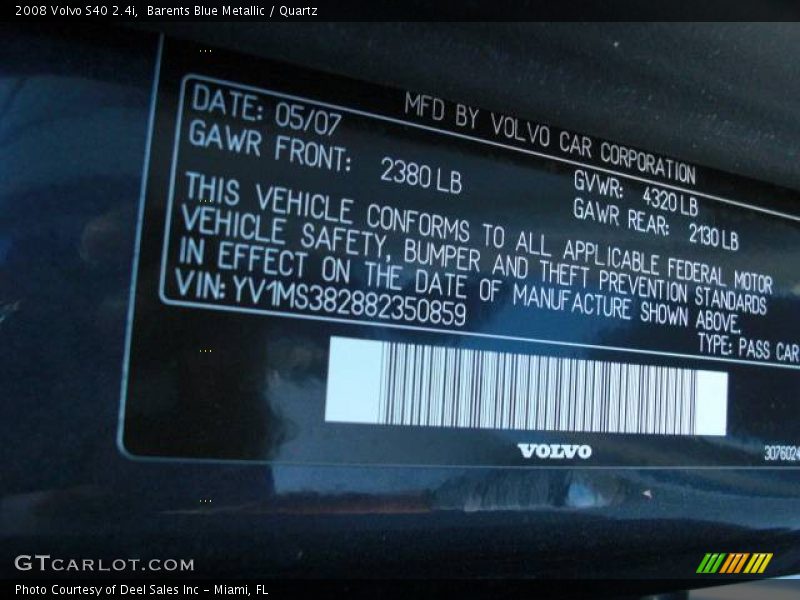 2008 Volvo S40 2.4i,  Barents Blue Metallic / Quartz
MFD BY VOLVO CAR CORPORATION
DATE: 05/07
GAWR FRONT: 2380 LB
GVWR: 4320 LB
GAWR REAR: 2130 LB
THIS VEHICLE CONFORMS TO ALL APPLICABLE FEDERAL MOTOR
VEHICLE SAFETY, BUMPER AND THEFT PREVENTION STANDARDS
IN EFFECT ON THE DATE OF MANUFACTURE SHOWN ABOVE.
VIN: YV1MS382882350859
TYPE: PASS CAR
VOLVO
3076024
GTCARLOT.COM
Photo Courtesy of Deel Sales Inc - Miami, FL